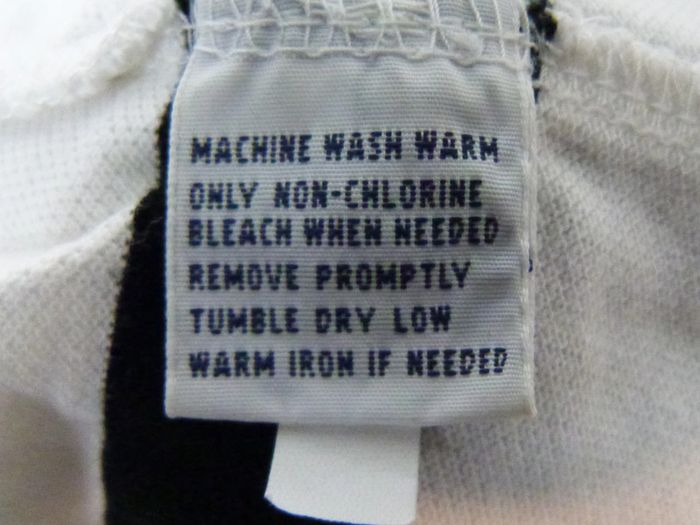 MACHINE WASH WARM
ONLY NON-CHLORINE
BLEACH WHEN NEEDED
REMOVE PROMPTLY
TUMBLE DRY LOW
WARM IRON IF NEEDED